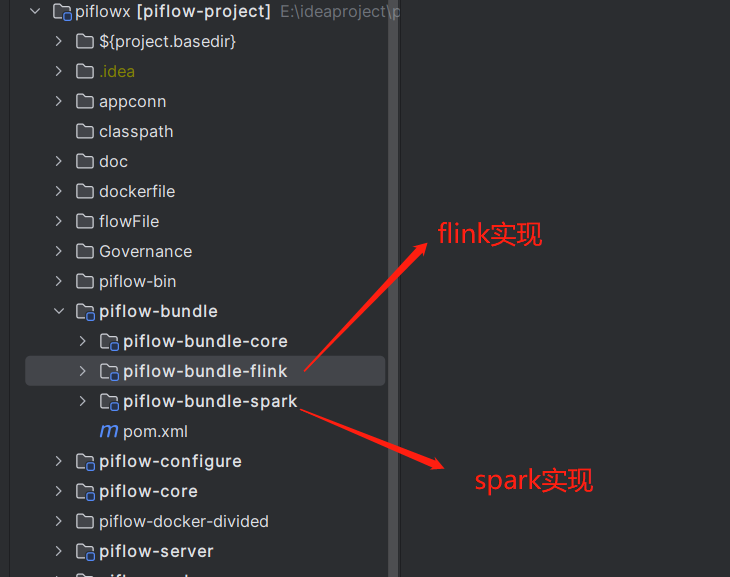 piflowx [piflow-project] E:\ideaproject\p
${project.basedir}
.idea
appconn
classpath
doc
dockerfile
flowFile
Governance
piflow-bin
piflow-bundle
piflow-bundle-core
piflow-bundle-flink
piflow-bundle-spark
m pom.xml
piflow-configure
piflow-core
piflow-docker-divided
piflow-server
flink实现
spark实现